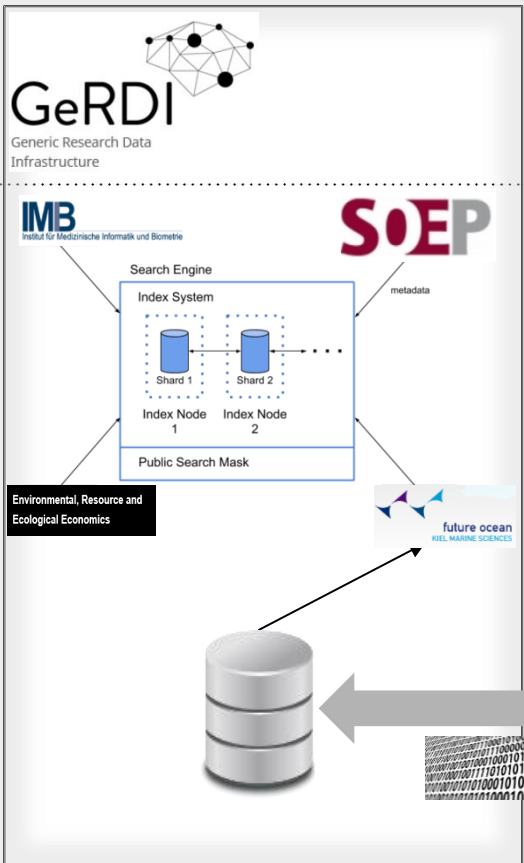 GeRDI
Generic Research Data
Infrastructure
IMB
Institut für Medizinische Informatik und Biometrie
SOEP
Search Engine
metadata
Index System
Shard 1
Shard 2
Index Node
1
Index Node
2
Public Search Mask
Environmental, Resource and
Ecological Economics
future ocean
KIEL MARINE SCIENCES